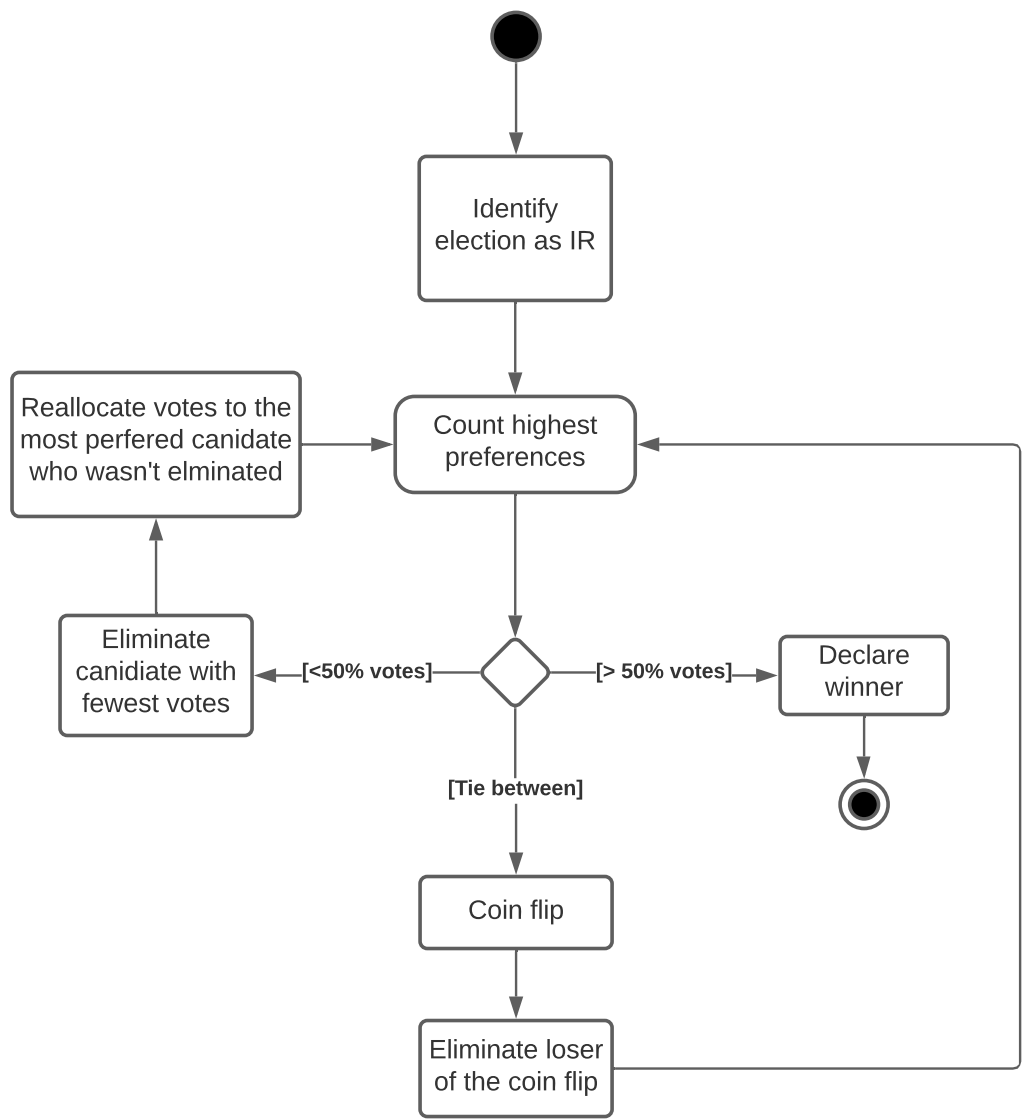 Identify
election as IR
Reallocate votes to the
most perfered canidate
who wasn't elminated
Count highest
preferences
Eliminate
canidiate with
fewest votes
[<50% votes]
[> 50% votes]
Declare
winner
[Tie between]
Coin flip
Eliminate loser
of the coin flip